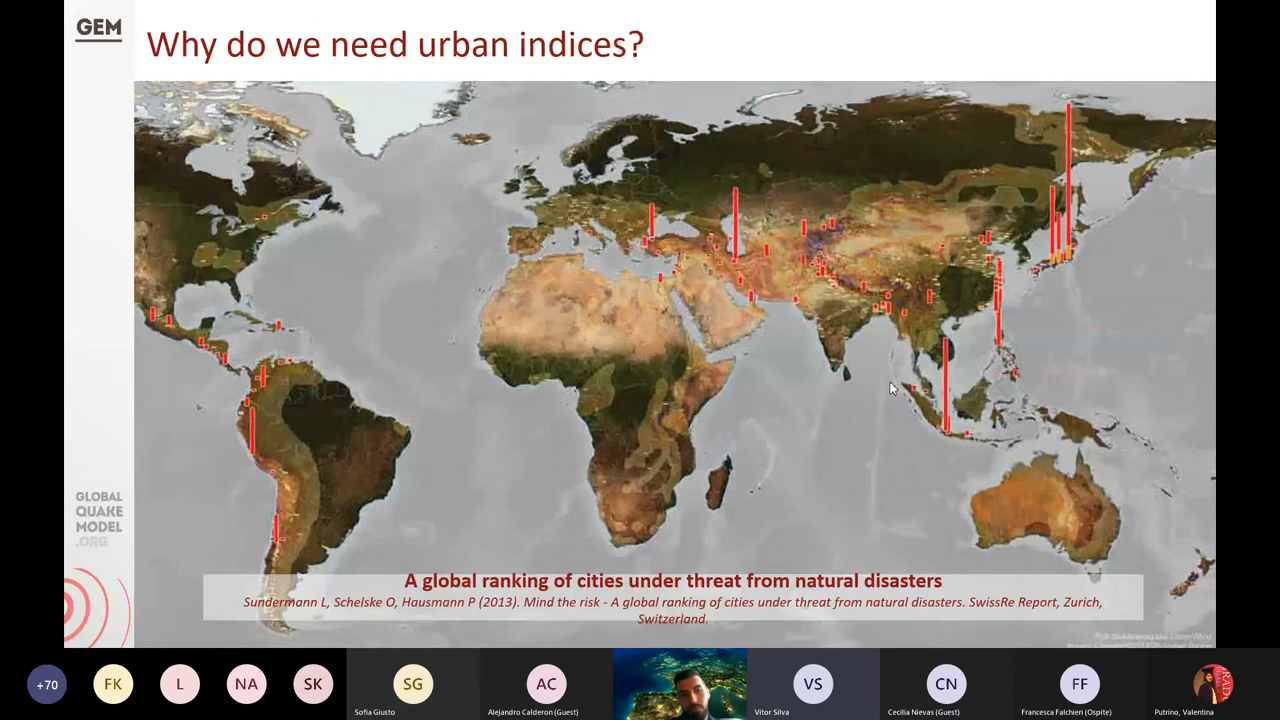 GEM
Why do we need urban indices?
GLOBAL
QUAKE
MODEL
.ORG
A global ranking of cities under threat from natural disasters
Sundermann L, Schelske O, Hausmann P (2013). Mind the risk - A global ranking of cities under threat from natural disasters. SwissRe Report, Zurich,
Switzerland.
+70
FK
L
NA
SK
SG
AC
VS
CN
FF
Sofia Giusto
Alejandro Calderon (Guest)
Vitor Silva
Cecilia Nievas (Guest)
Francesca Falchieri (Ospite)
Putrino, Valentina